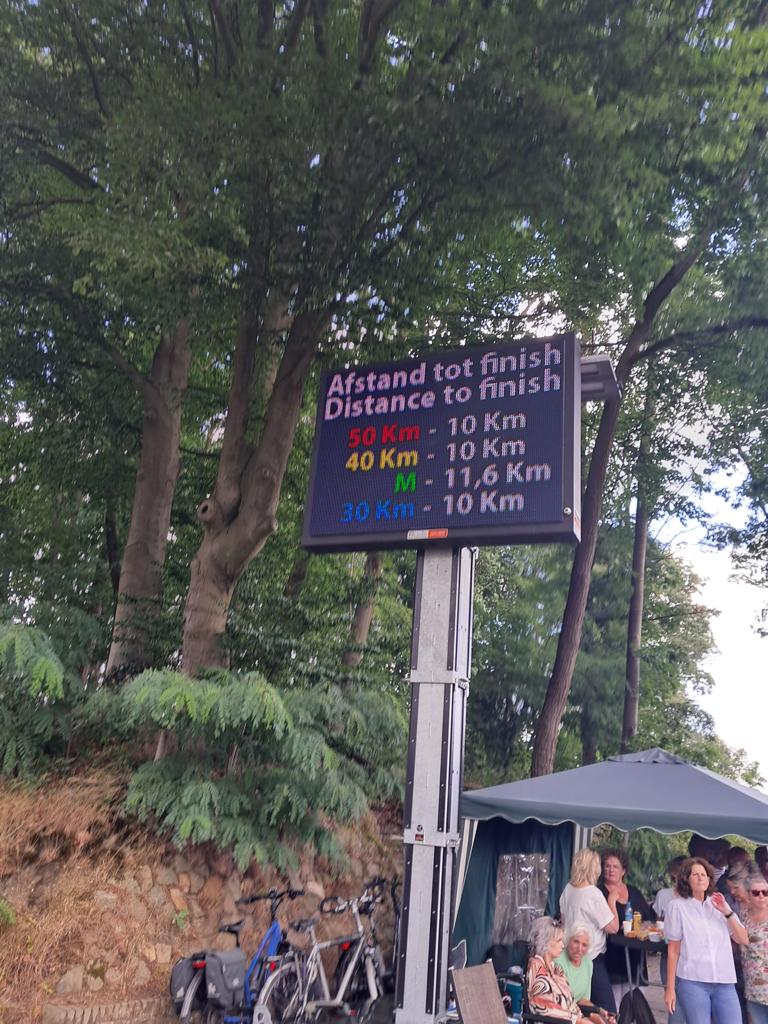 Afstand tot finish
Distance to finish
50 Km - 10 Km
40 Km - 10 Km
M - 11,6 Km
30 Km - 10 Km